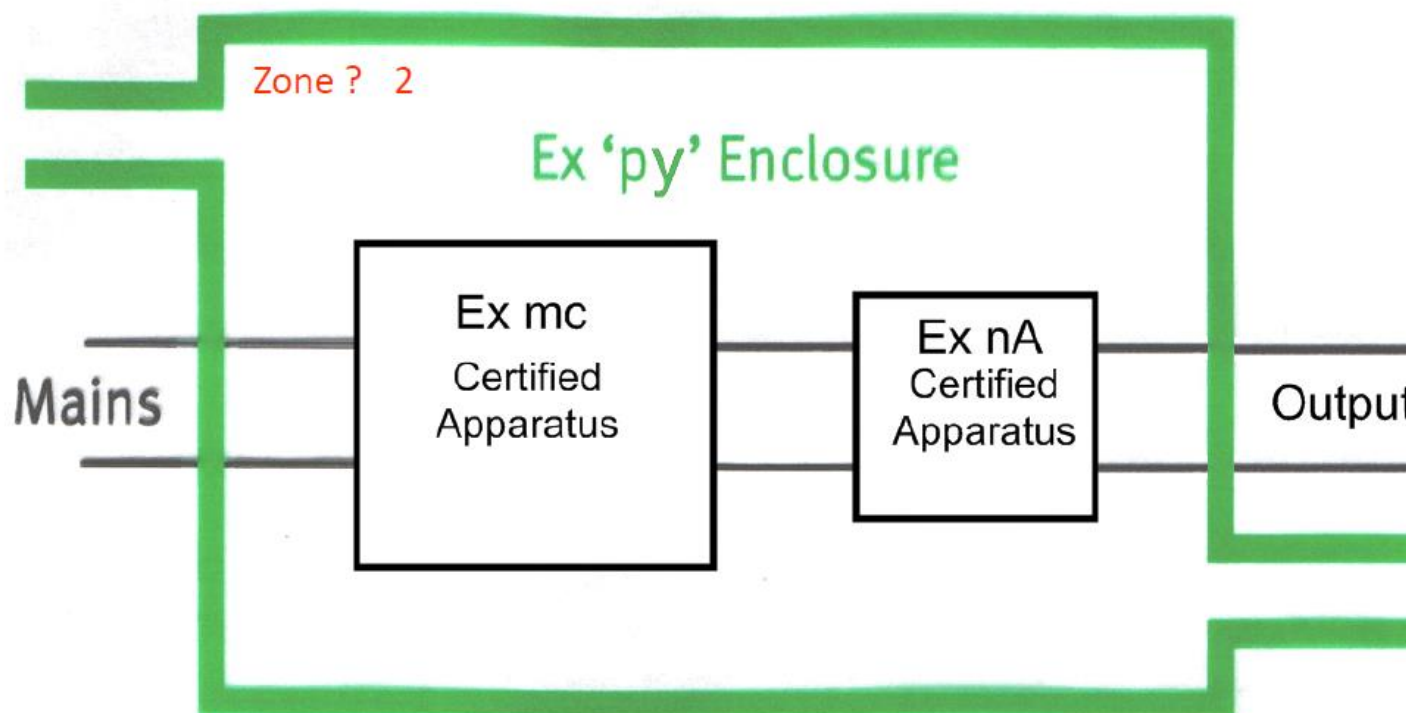 Zone ? 2
Ex ‘py’ Enclosure
Ex mc
Certified
Apparatus
Ex nA
Certified
Apparatus
Mains
Output